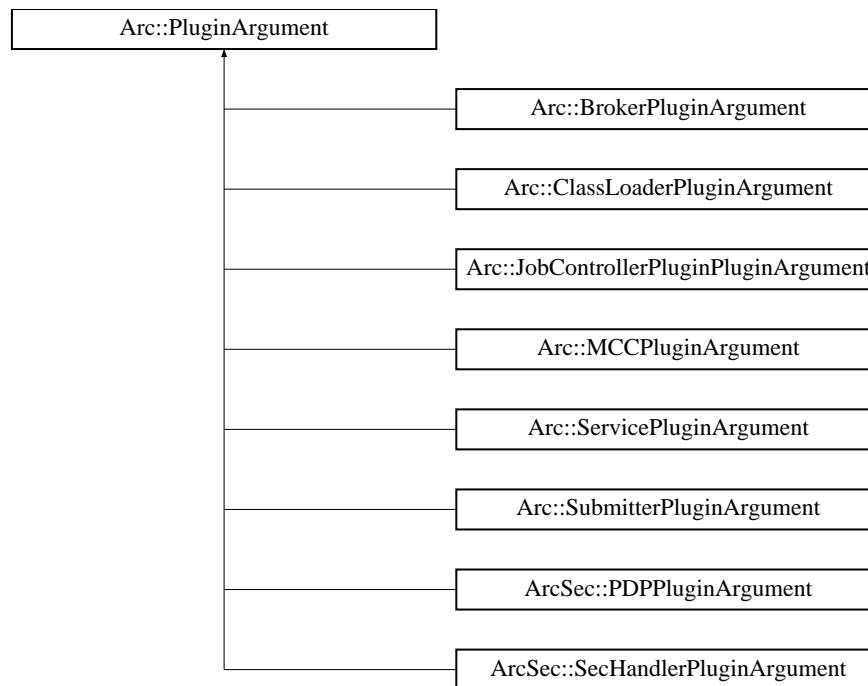 Arc::PluginArgument
Arc::BrokerPluginArgument
Arc::ClassLoaderPluginArgument
Arc::JobControllerPluginPluginArgument
Arc::MCCPluginArgument
Arc::ServicePluginArgument
Arc::SubmitterPluginArgument
ArcSec::PDPPluginArgument
ArcSec::SecHandlerPluginArgument